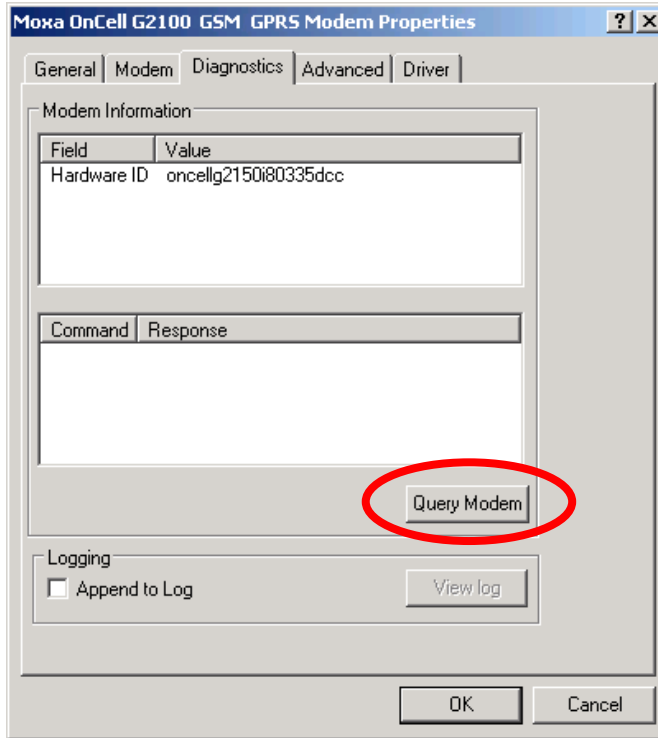 Moxa OnCell G2100 GSM GPRS Modem Properties ? X
General Modem Diagnostics Advanced Driver
Modem Information
Field Value
Hardware ID oncellg2150i80335dcc
Command Response
Query Modem
Logging
Append to Log View log
OK Cancel